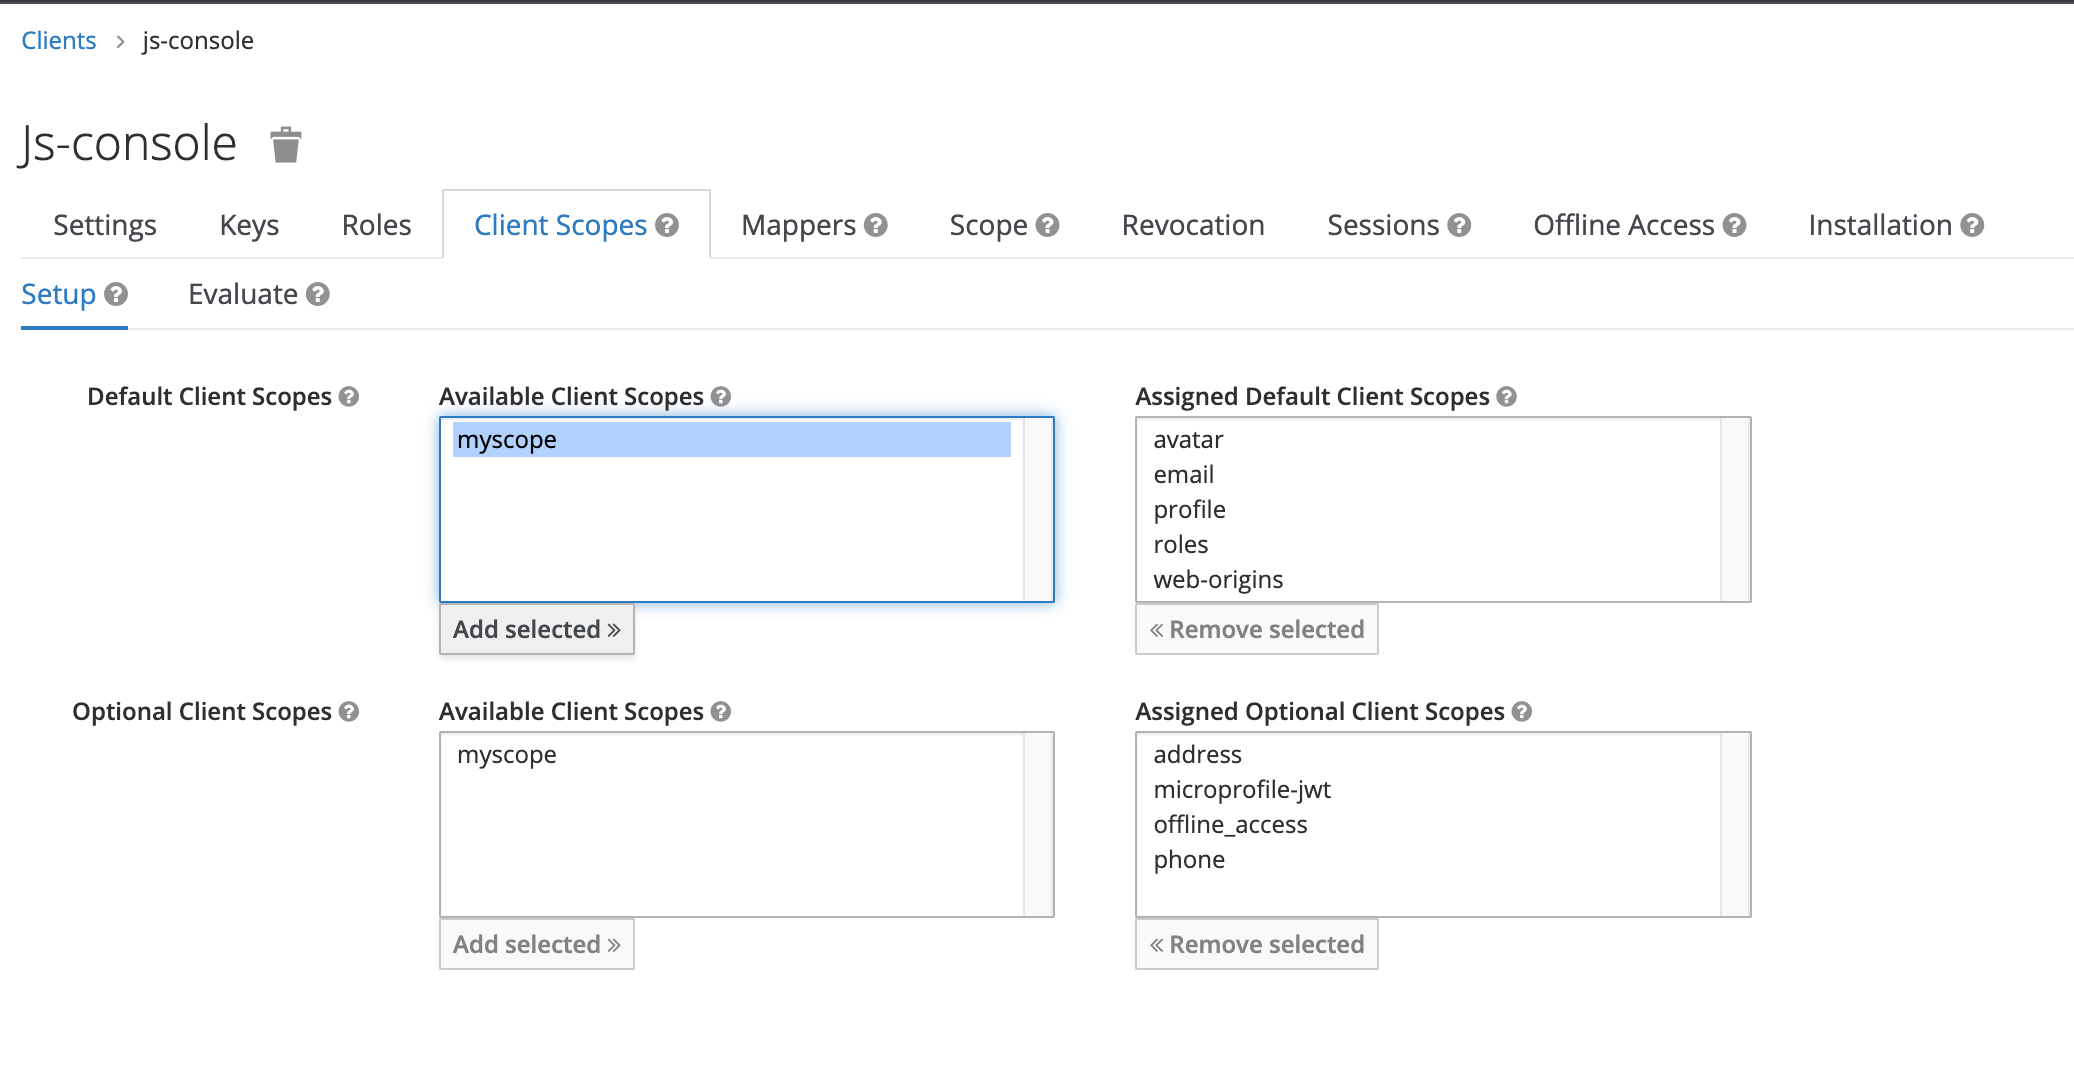 Clients > js-console
Js-console
Settings Keys Roles Client Scopes ? Mappers ? Scope ? Revocation Sessions ? Offline Access ? Installation ?
Setup ? Evaluate ?
Default Client Scopes ? Available Client Scopes ? Assigned Default Client Scopes ?
myscope avatar
email
profile
roles
web-origins
Add selected » « Remove selected
Optional Client Scopes ? Available Client Scopes ? Assigned Optional Client Scopes ?
myscope address
microprofile-jwt
offline_access
phone
Add selected » « Remove selected